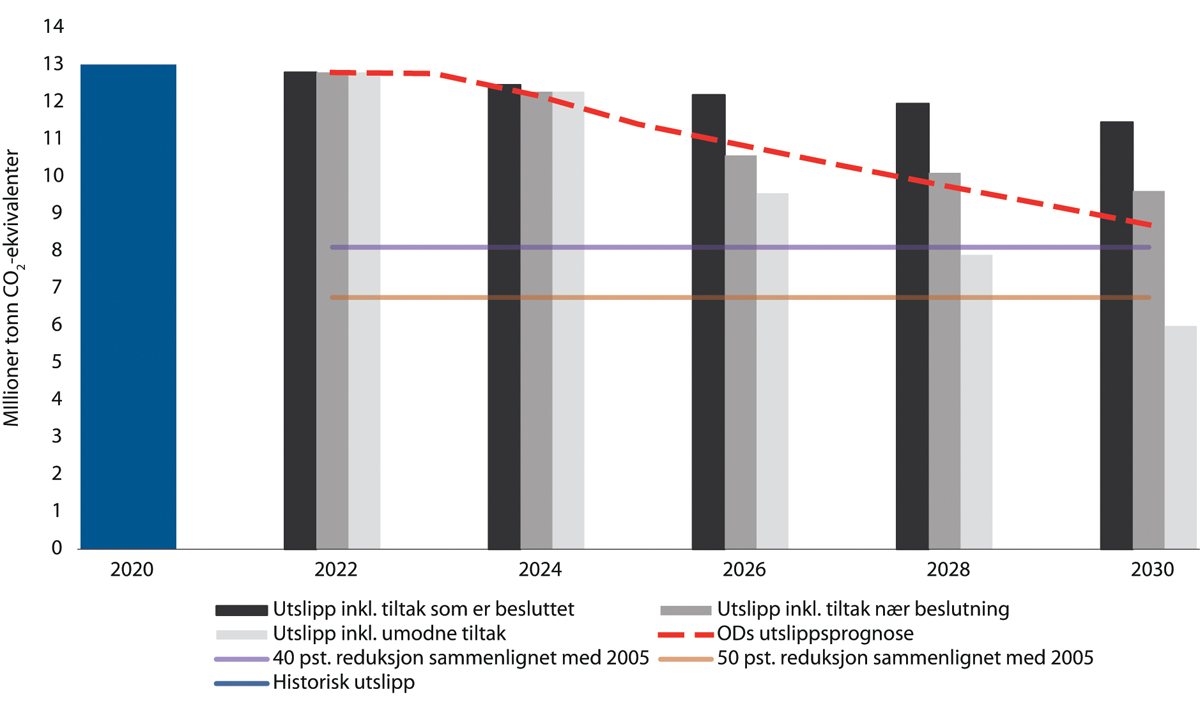 Millioner tonn CO₂-ekvivalenter
14
13
12
11
10
9
8
7
6
5
4
3
2
1
0
2020 2022 2024 2026 2028 2030
Utslipp inkl. tiltak som er besluttet Utslipp inkl. tiltak nær beslutning
Utslipp inkl. umodne tiltak ODs utslippsprognose
40 pst. reduksjon sammenlignet med 2005 50 pst. reduksjon sammenlignet med 2005
Historisk utslipp